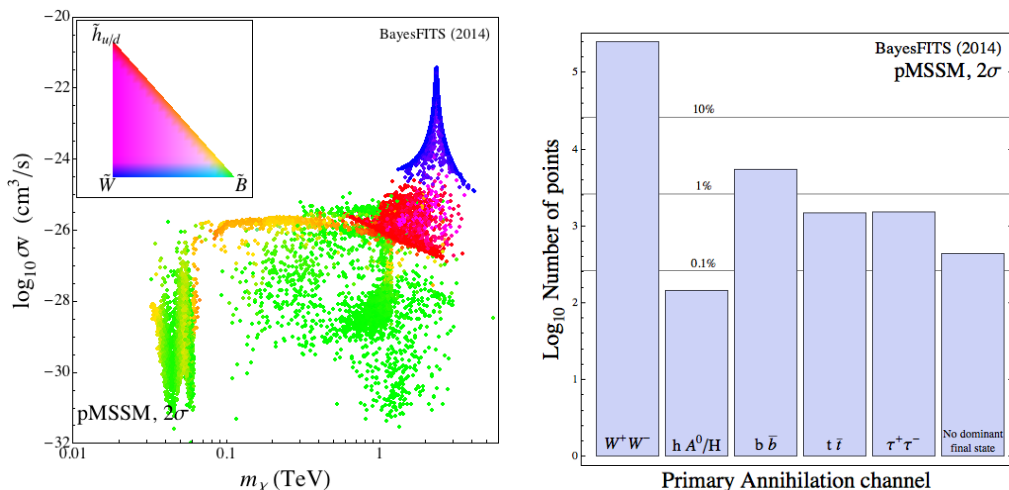 BayesFITS (2014)
h̃u/d
W̃
B̃
log₁₀ σv (cm³/s)
−20
−22
−24
−26
−28
−30
−32
pMSSM, 2σ
0.01
0.1
1
mχ (TeV)
BayesFITS (2014)
pMSSM, 2σ
Log₁₀ Number of points
5
4
3
2
1
0
10%
1%
0.1%
W⁺W⁻
h A⁰/H
b b̄
t t̄
τ⁺τ⁻
No dominant
final state
Primary Annihilation channel